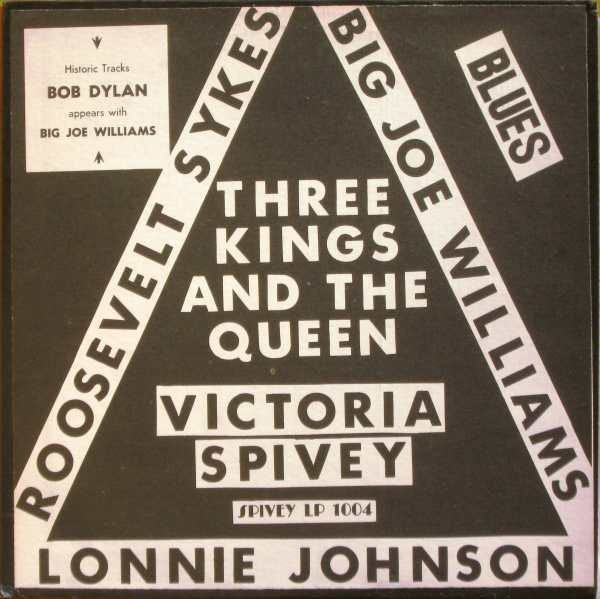 Historic Tracks
BOB DYLAN
appears with
BIG JOE WILLIAMS
ROOSEVELT SYKES
BIG JOE WILLIAMS
BLUES
THREE
KINGS
AND THE
QUEEN
VICTORIA
SPIVEY
SPIVEY LP 1004
LONNIE JOHNSON